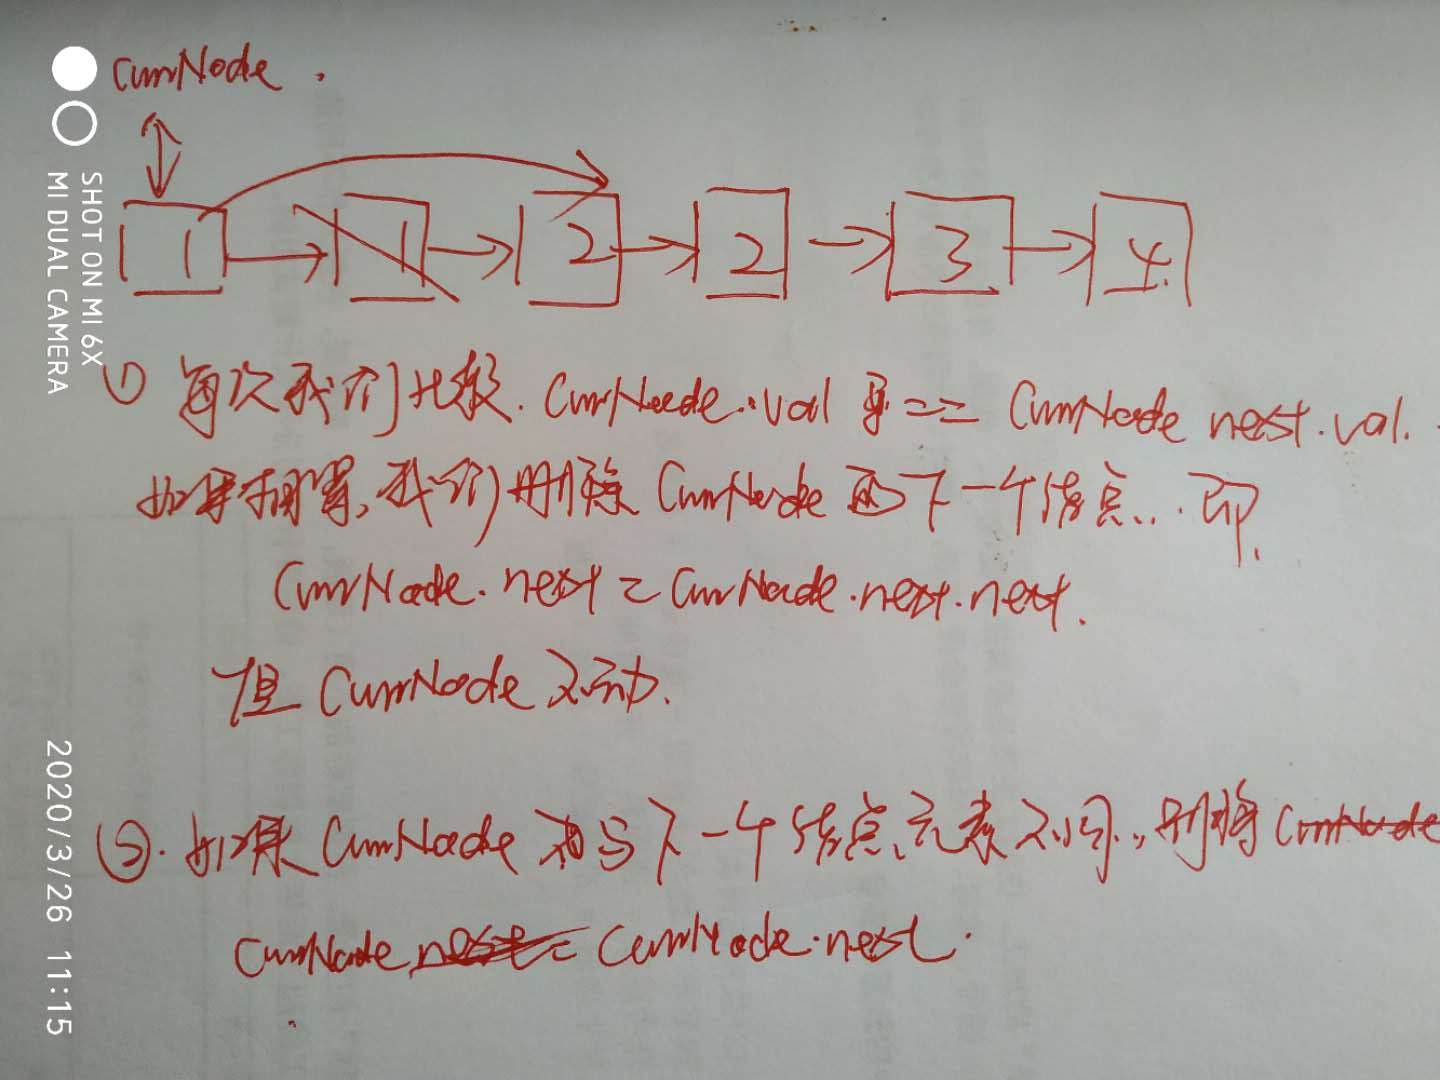 currNode.
1 1 2 2 3 4
① 每次我们比较. CurrNode.val 与 == CurrNode next.val.
如果相等,我们删除 CurrNode 的下一个结点...即
CurrNode.next = CurrNode.next.next.
但 CurrNode 不动.
②. 如果 CurrNode 和与下一个结点元素不同., 则将
CurrNode = CurrNode.next.
SHOT ON MI 6X
MI DUAL CAMERA
2020/3/26 11:15